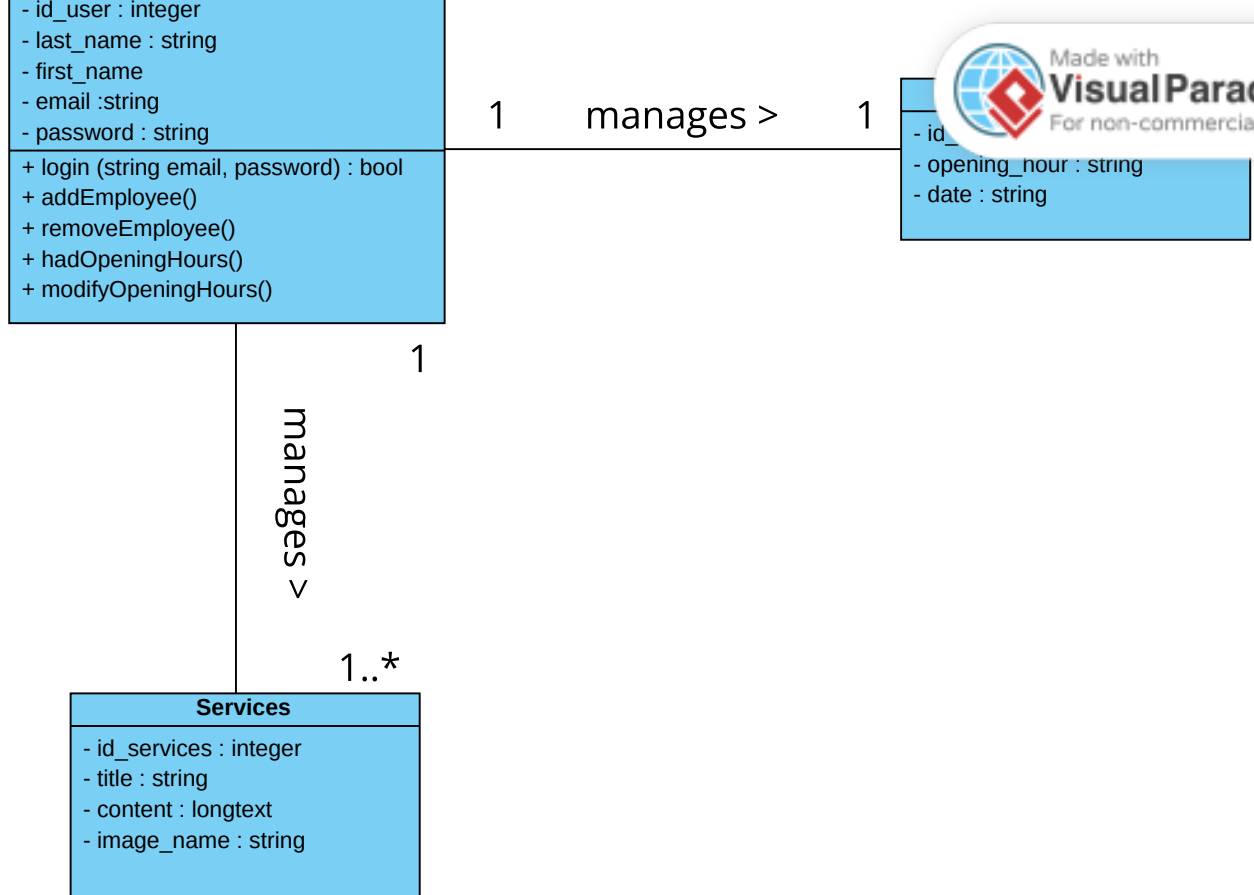 - id_user : integer
- last_name : string
- first_name
- email :string
- password : string
+ login (string email, password) : bool
+ addEmployee()
+ removeEmployee()
+ hadOpeningHours()
+ modifyOpeningHours()
1 manages > 1
Made with
Visual Parad
For non-commercia
- id_
- opening_hour : string
- date : string
1
manages >
1..*
Services
- id_services : integer
- title : string
- content : longtext
- image_name : string